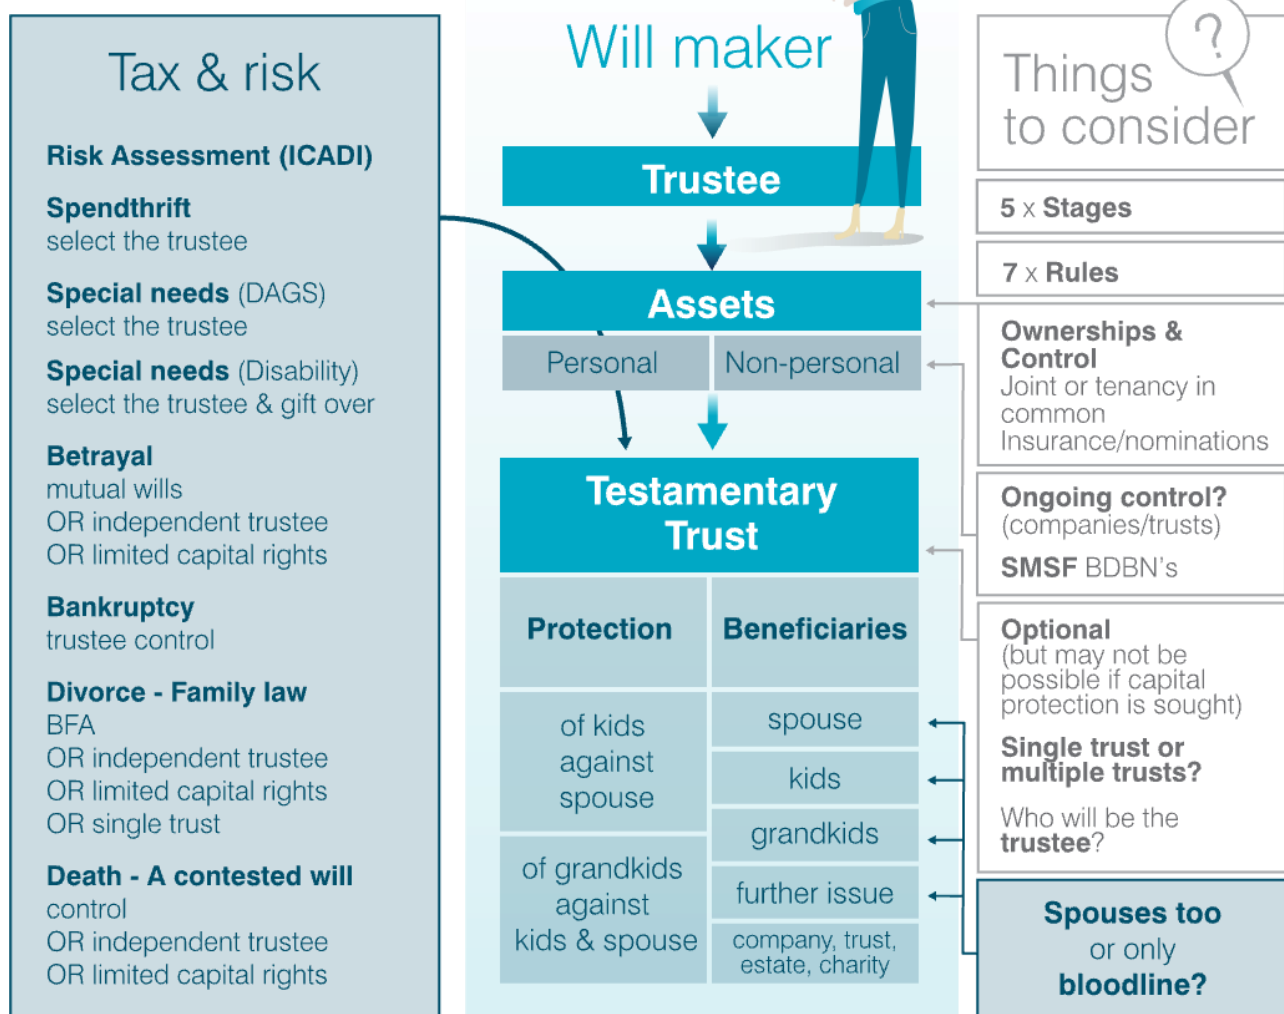 Tax & risk
Risk Assessment (ICADI)
Spendthrift
select the trustee
Special needs (DAGS)
select the trustee
Special needs (Disability)
select the trustee & gift over
Betrayal
mutual wills
OR independent trustee
OR limited capital rights
Bankruptcy
trustee control
Divorce - Family law
BFA
OR independent trustee
OR limited capital rights
OR single trust
Death - A contested will
control
OR independent trustee
OR limited capital rights
Will maker
Trustee
Assets
Personal
Non-personal
Testamentary
Trust
Protection
Beneficiaries
of kids
against
spouse
of grandkids
against
kids & spouse
spouse
kids
grandkids
further issue
company, trust,
estate, charity
?
Things
to consider
5 x Stages
7 x Rules
Ownerships &
Control
Joint or tenancy in
common
Insurance/nominations
Ongoing control?
(companies/trusts)
SMSF BDBN's
Optional
(but may not be
possible if capital
protection is sought)
Single trust or
multiple trusts?
Who will be the
trustee?
Spouses too
or only
bloodline?